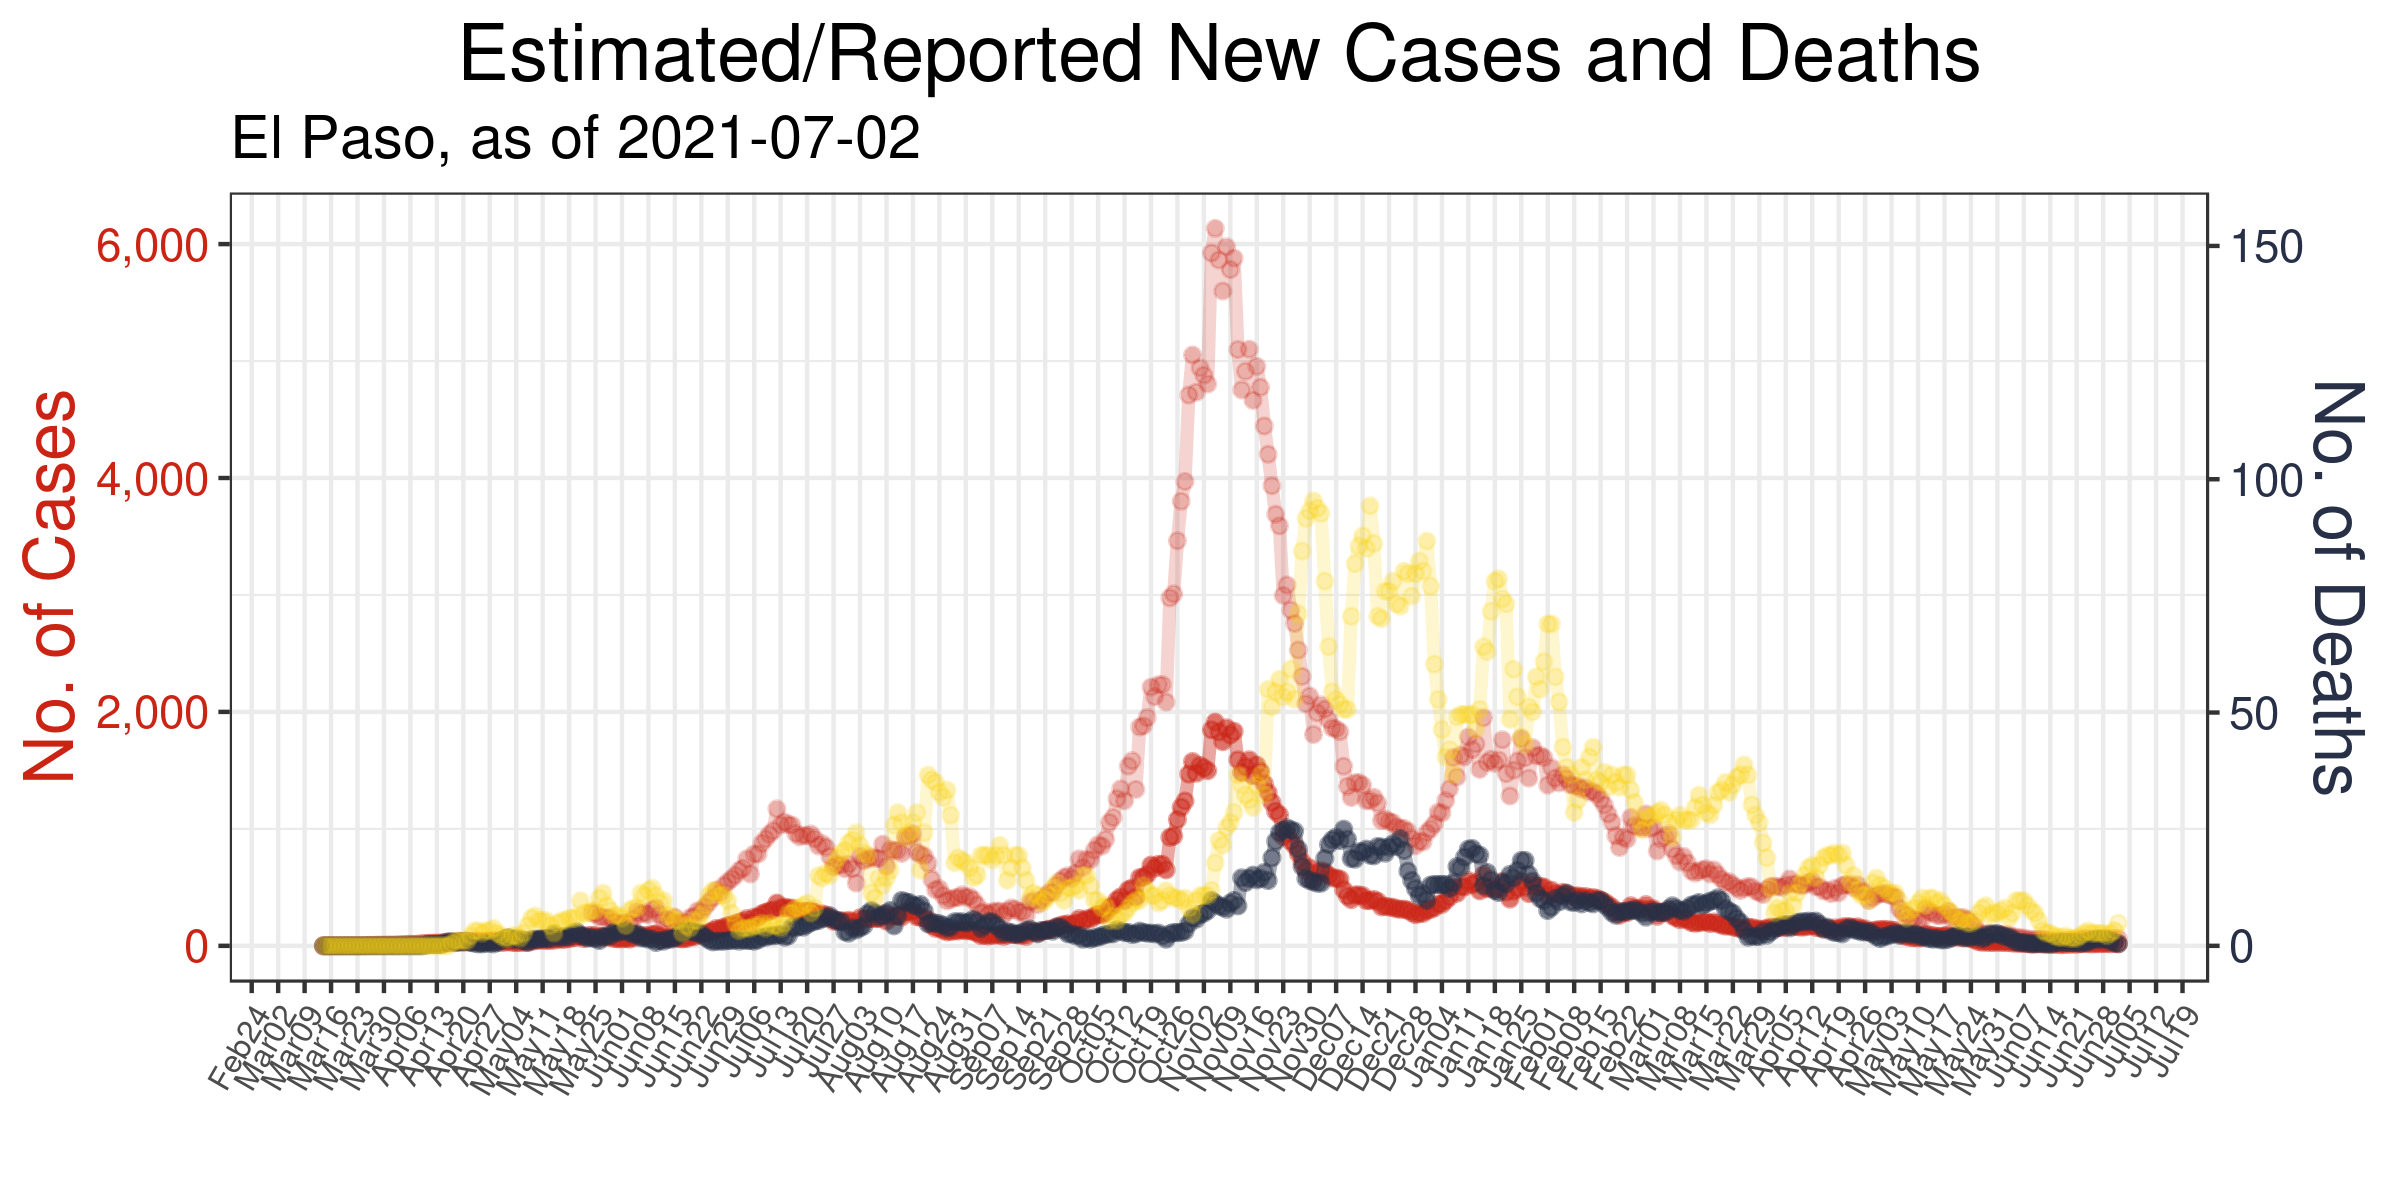 Estimated/Reported New Cases and Deaths
El Paso, as of 2021-07-02
No. of Cases
6,000
4,000
2,000
0
No. of Deaths
150
100
50
0
Feb24
Mar02
Mar09
Mar16
Mar23
Mar30
Apr06
Apr13
Apr20
Apr27
May04
May11
May18
May25
Jun01
Jun08
Jun15
Jun22
Jun29
Jul06
Jul13
Jul20
Jul27
Aug03
Aug10
Aug17
Aug24
Aug31
Sep07
Sep14
Sep21
Sep28
Oct05
Oct12
Oct19
Oct26
Nov02
Nov09
Nov16
Nov23
Nov30
Dec07
Dec14
Dec21
Dec28
Jan04
Jan11
Jan18
Jan25
Feb01
Feb08
Feb15
Feb22
Mar01
Mar08
Mar15
Mar22
Mar29
Apr05
Apr12
Apr19
Apr26
May03
May10
May17
May24
May31
Jun07
Jun14
Jun21
Jun28
Jul05
Jul12
Jul19